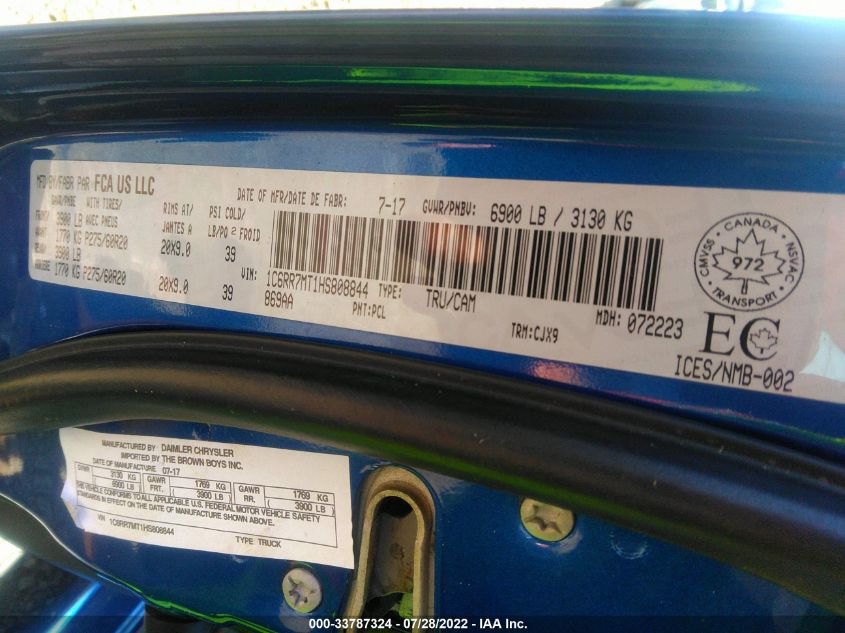 MFD BY/FABR PAR FCA US LLC
DATE OF MFR/DATE DE FABR: 7-17 GVWR/PNBV: 6900 LB / 3130 KG
GAWR/PNBE WITH TIRES/ RIMS AT/ PSI COLD/
AVEC PNEUS JANTES A LB/PO 2 FROID
3900 LB
1770 KG P275/60R20 20X9.0 39
3900 LB
1770 KG P275/60R20 20X9.0 39
VIN: 1C6RR7MT1HS808844 TYPE: TRU/CAM MDH: 072223
869AA PNT:PCL TRM:CJX9
CANADA
CMVSS NSVAC
972
TRANSPORT
EC
ICES/NMB-002
MANUFACTURED BY DAIMLER CHRYSLER
IMPORTED BY THE BROWN BOYS INC.
DATE OF MANUFACTURE 07-17
GVWR 3130 KG GAWR 1769 KG GAWR 1769 KG
( 6900 LB FRT. ( 3900 LB ) RR. ( 3900 LB )
THIS VEHICLE CONFORMS TO ALL APPLICABLE U.S. FEDERAL MOTOR VEHICLE SAFETY
STANDARDS IN EFFECT ON THE DATE OF MANUFACTURE SHOWN ABOVE.
VIN 1C6RR7MT1HS808844
TYPE TRUCK
000-33787324 / 07/28/2022 - IAA Inc.